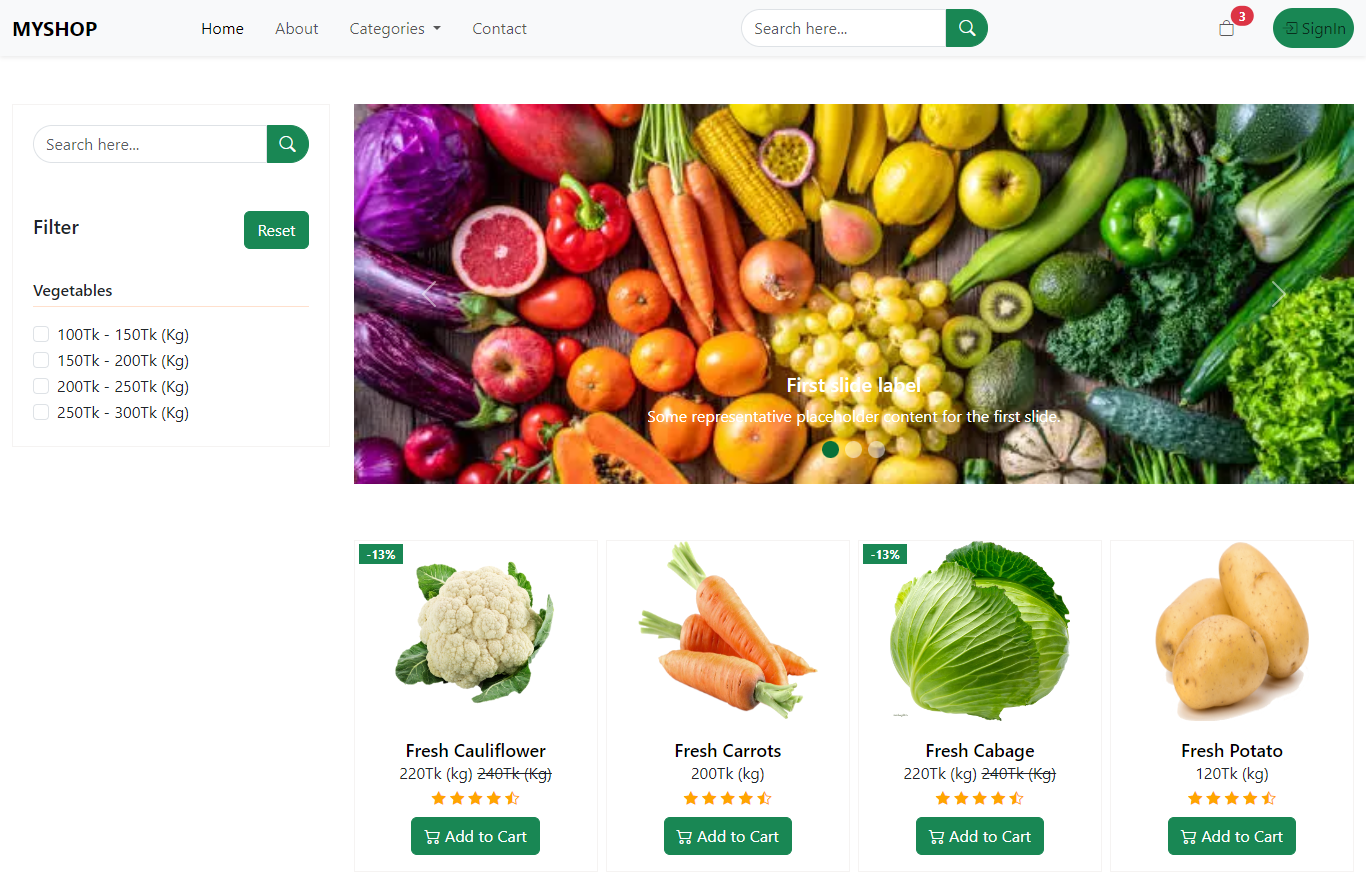 MYSHOP
Home
About
Categories
Contact
Search here...
3
SignIn
Search here...
Filter
Reset
Vegetables
100Tk - 150Tk (Kg)
150Tk - 200Tk (Kg)
200Tk - 250Tk (Kg)
250Tk - 300Tk (Kg)
First slide label
Some representative placeholder content for the first slide.
-13%
Fresh Cauliflower
220Tk (kg) 240Tk (Kg)
Add to Cart
Fresh Carrots
200Tk (kg)
Add to Cart
-13%
Fresh Cabage
220Tk (kg) 240Tk (Kg)
Add to Cart
Fresh Potato
120Tk (kg)
Add to Cart